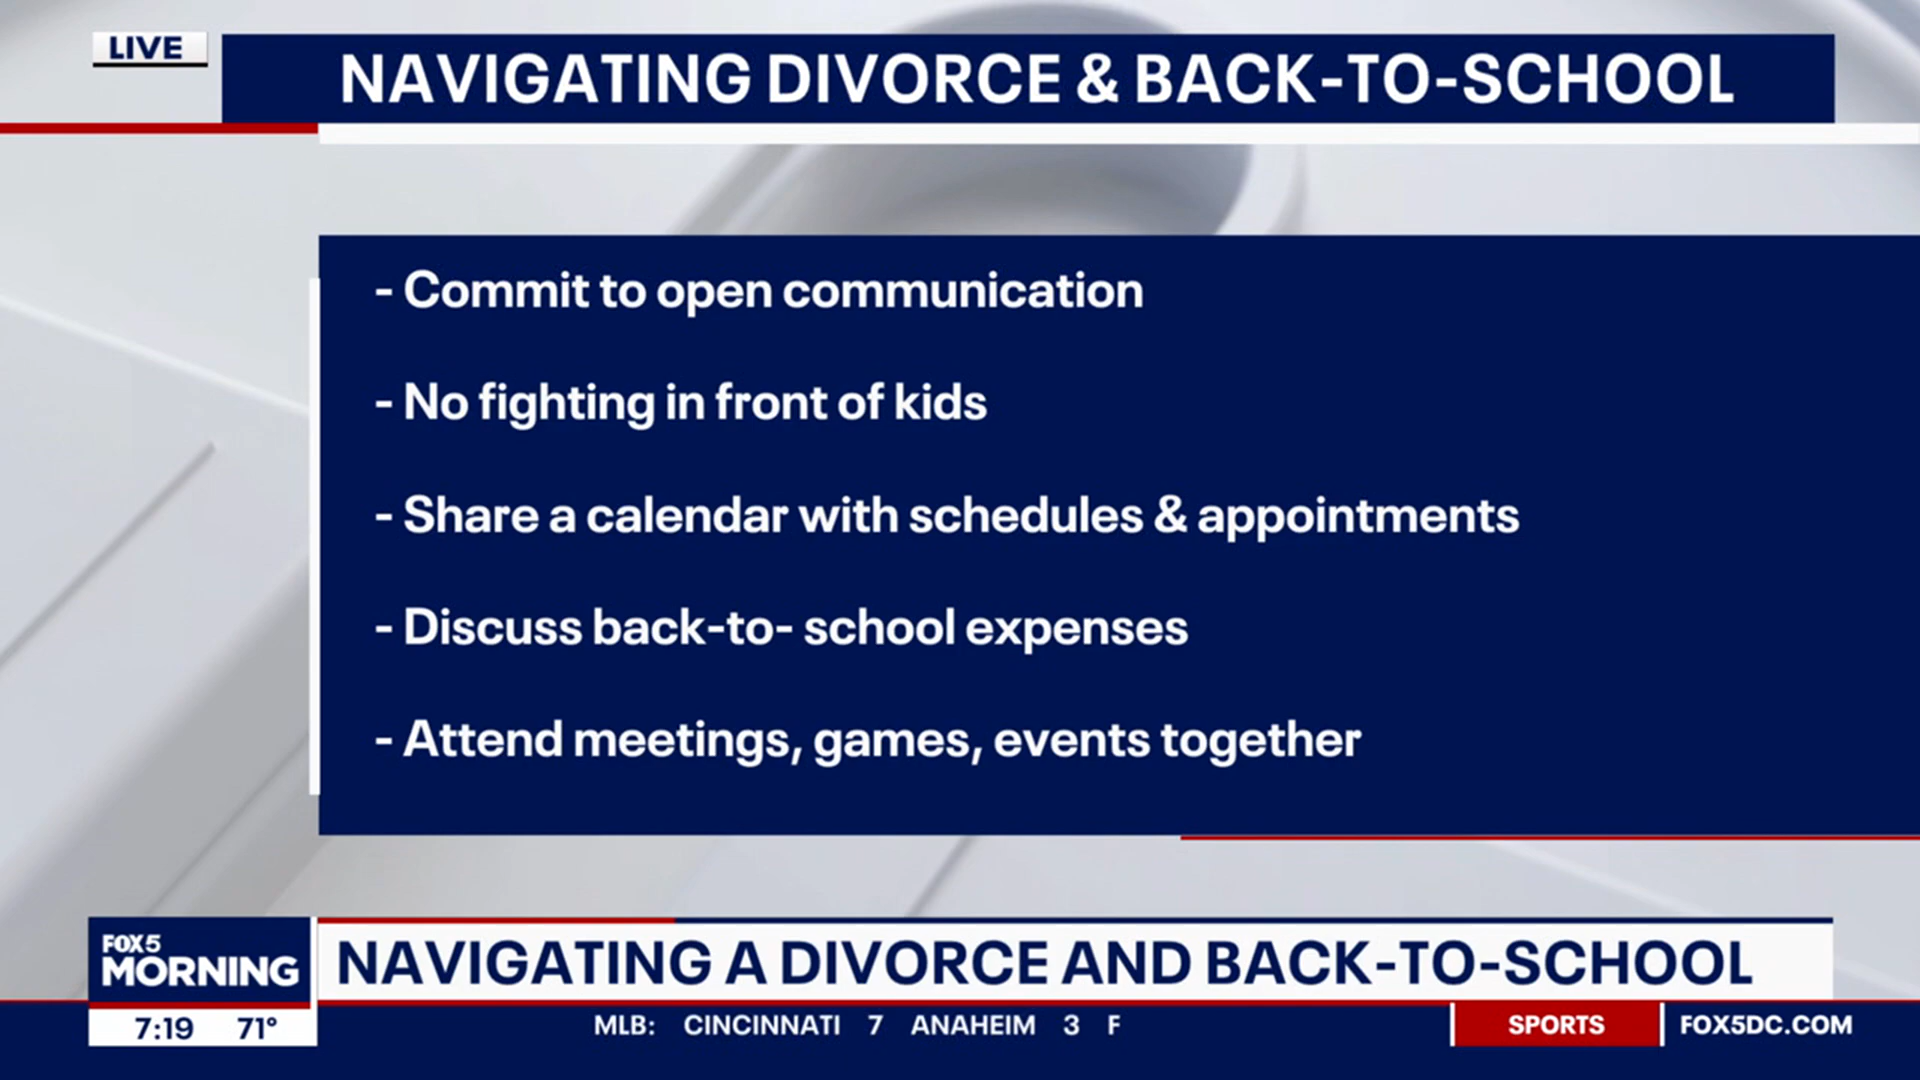 LIVE
NAVIGATING DIVORCE & BACK-TO-SCHOOL
- Commit to open communication
- No fighting in front of kids
- Share a calendar with schedules & appointments
- Discuss back-to- school expenses
- Attend meetings, games, events together
FOX5
MORNING
NAVIGATING A DIVORCE AND BACK-TO-SCHOOL
7:19 71° MLB: CINCINNATI 7 ANAHEIM 3 F SPORTS FOX5DC.COM